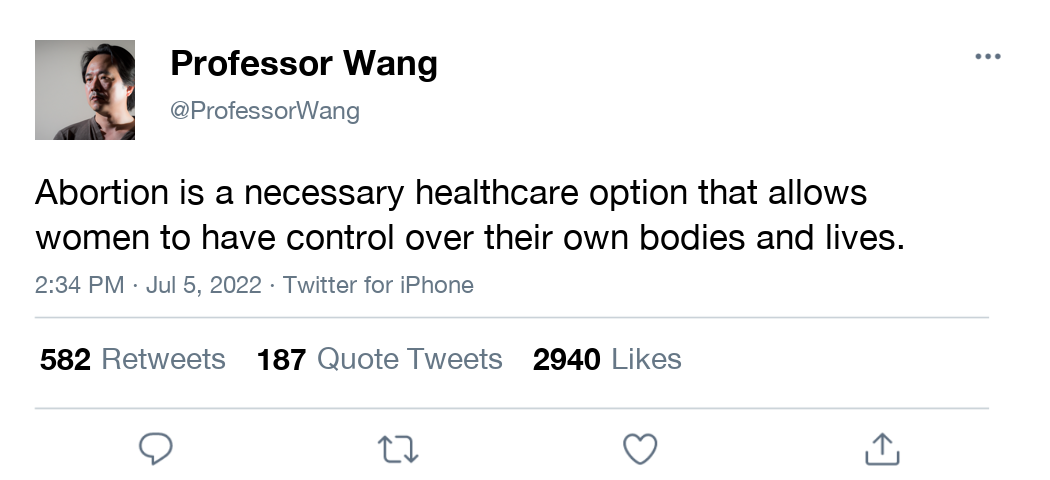 Professor Wang
@ProfessorWang
Abortion is a necessary healthcare option that allows
women to have control over their own bodies and lives.
2:34 PM · Jul 5, 2022 · Twitter for iPhone
582 Retweets 187 Quote Tweets 2940 Likes